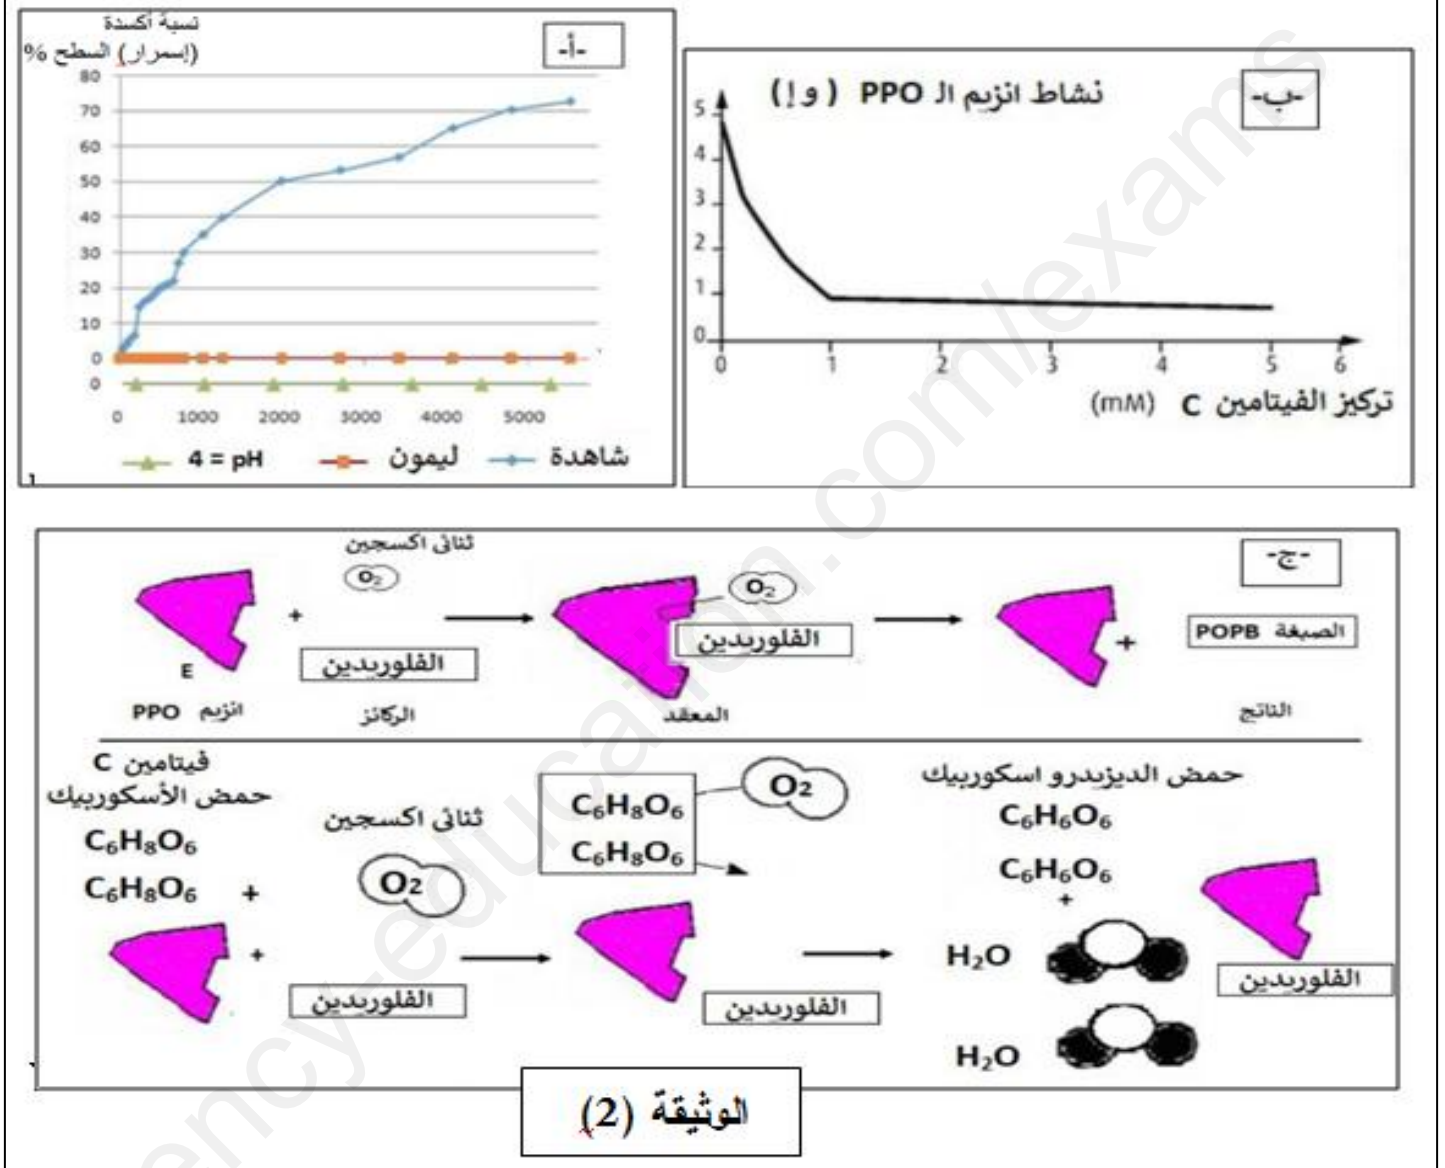 نسبة أكسدة
(إسمرار) السطح %
-أ-
80
70
60
50
40
30
20
10
0
0
0 1000 2000 3000 4000 5000
شاهدة ليمون 4 = pH
نشاط انزيم الـ PPO ( و إ )
-ب-
5
4
3
2
1
0
0 1 2 3 4 5 6
تركيز الفيتامين C (mM)
-ج-
ثنائي اكسجين
O2
O2
+
الفلوريدين
الفلوريدين
+
الصبغة POPB
E
انزيم PPO
الركائز
المعقد
الناتج
فيتامين C
حمض الأسكوربيك
C6H8O6
C6H8O6
+
ثنائي اكسجين
O2
+
الفلوريدين
C6H8O6
C6H8O6
O2
الفلوريدين
حمض الديزيدرو اسكوربيك
C6H6O6
C6H6O6
+
H2O
H2O
الفلوريدين
الوثيقة (2)
ency-education.com/exams